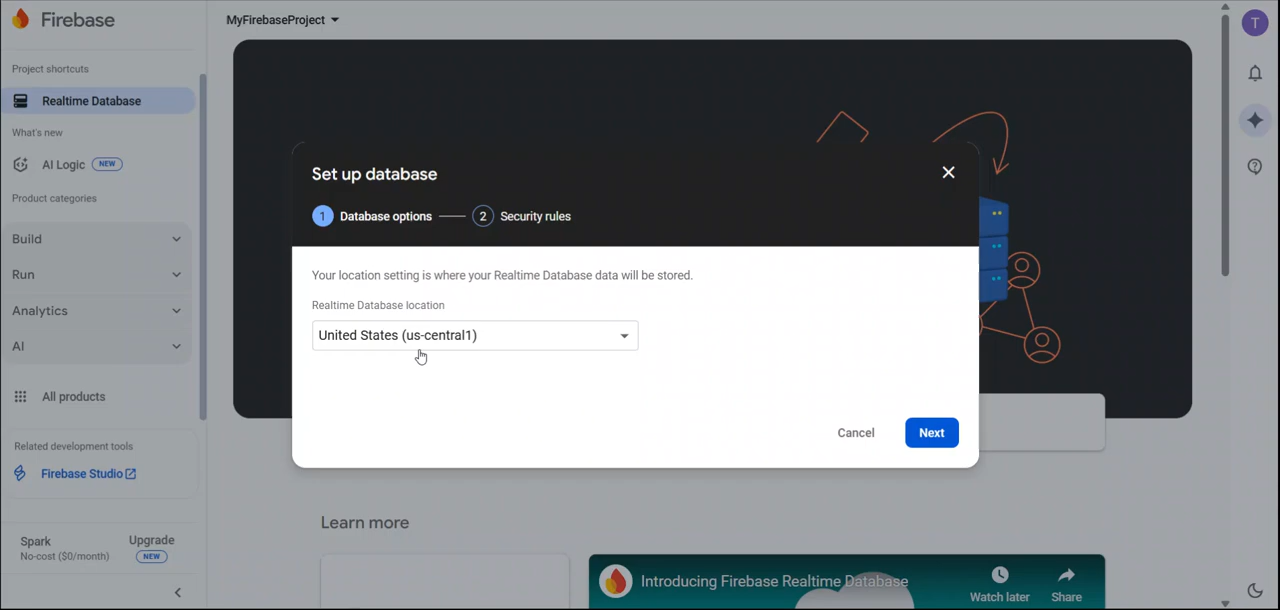 Firebase
MyFirebaseProject
T
Project shortcuts
Realtime Database
What's new
AI Logic NEW
Product categories
Build
Run
Analytics
AI
All products
Related development tools
Firebase Studio
Spark
No-cost ($0/month)
Upgrade
NEW
Set up database
1 Database options
2 Security rules
Your location setting is where your Realtime Database data will be stored.
Realtime Database location
United States (us-central1)
Cancel
Next
Learn more
Introducing Firebase Realtime Database
Watch later
Share